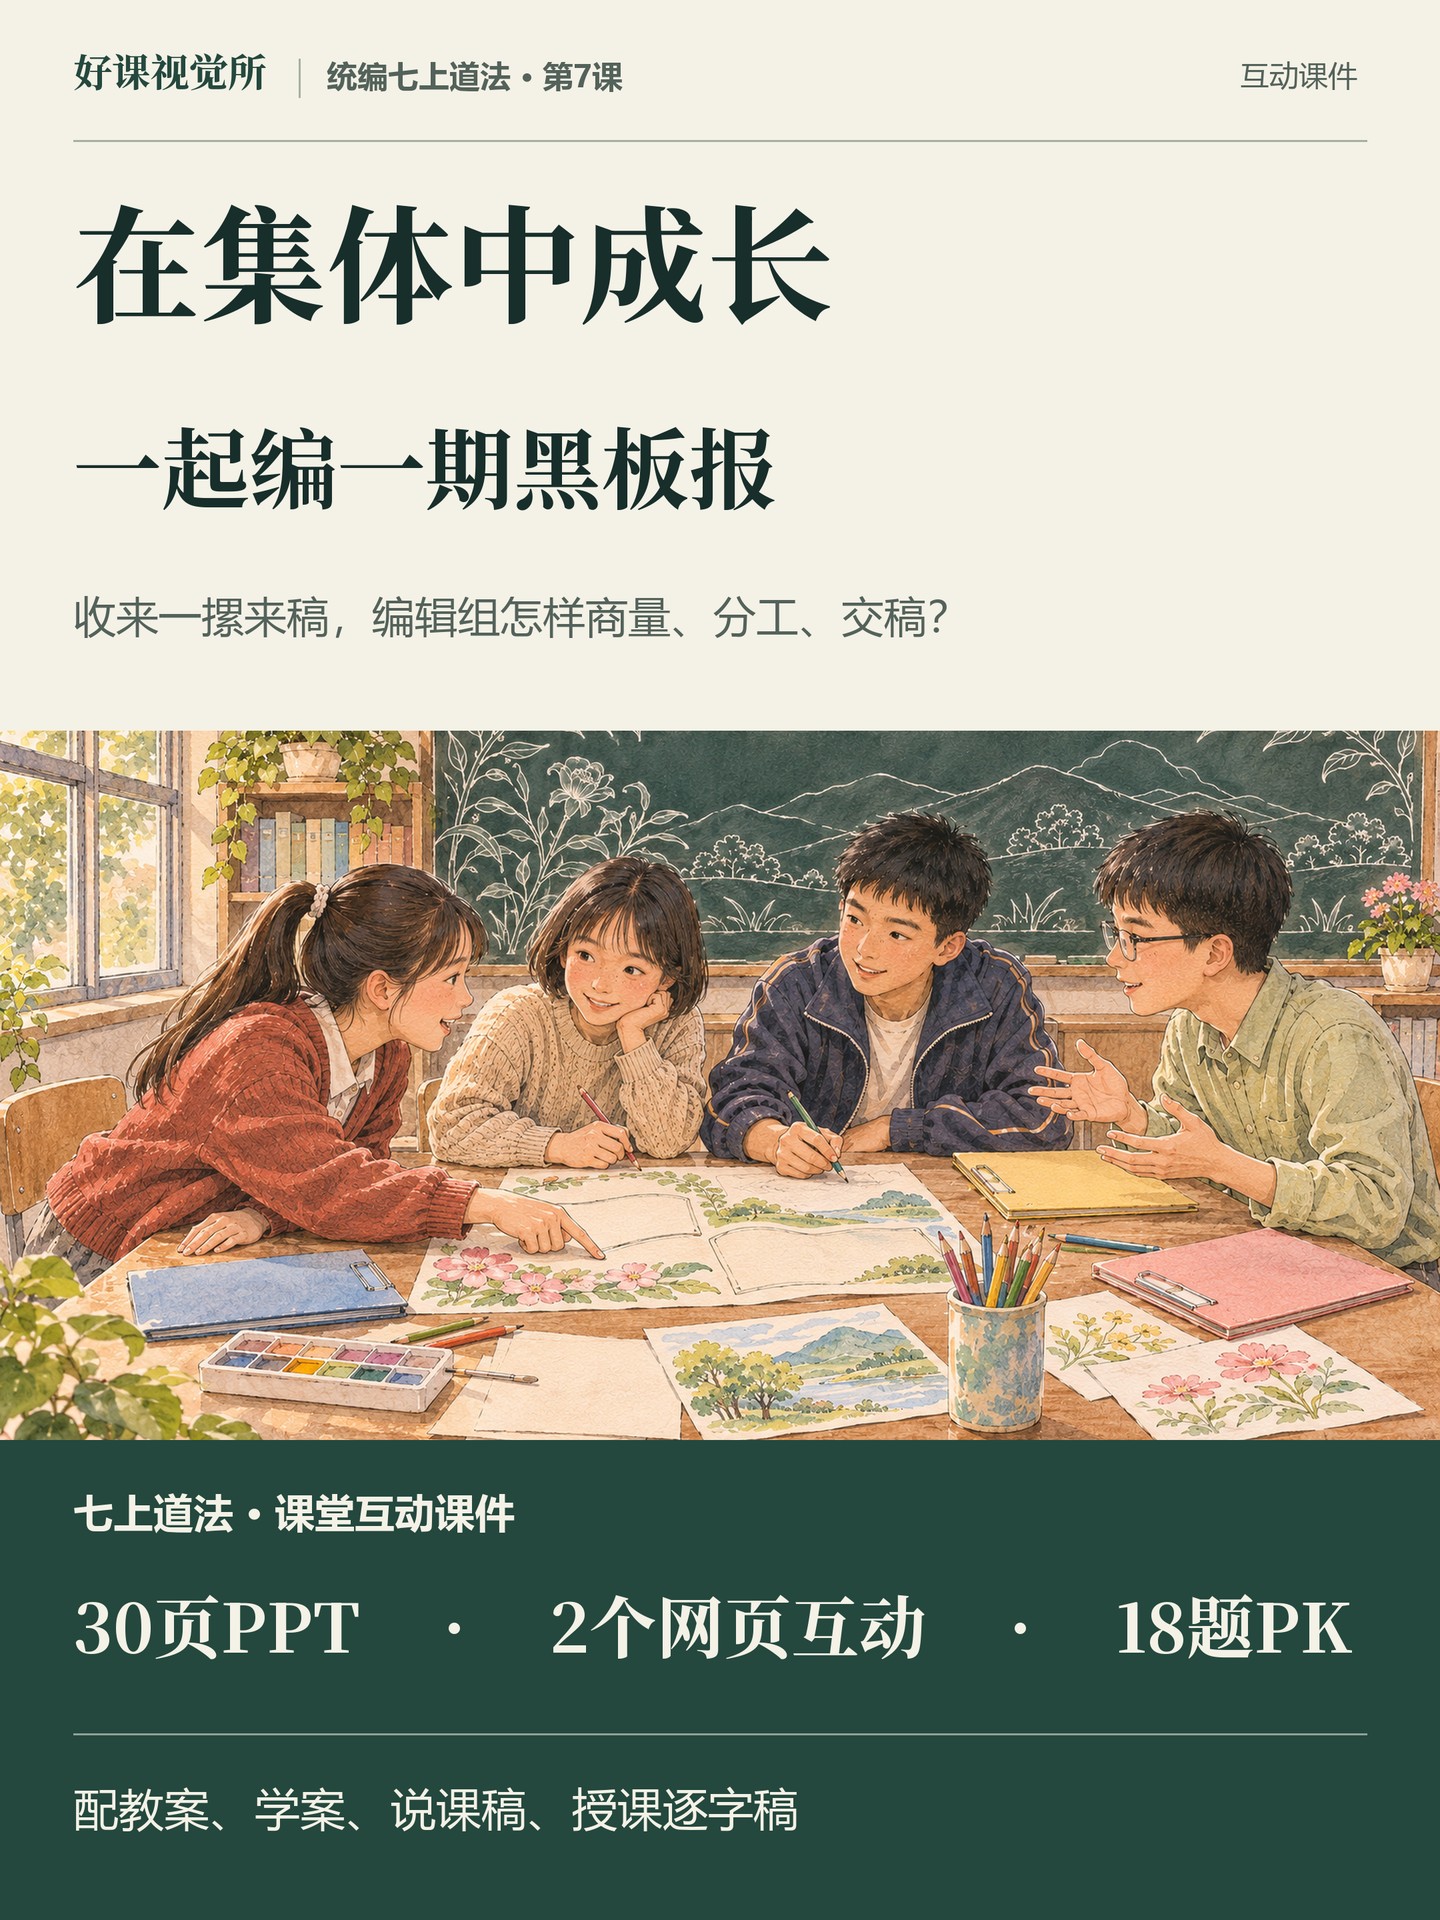 好课视觉所 | 统编七上道法·第7课 互动课件
在集体中成长
一起编一期黑板报
收来一摞来稿，编辑组怎样商量、分工、交稿？
七上道法·课堂互动课件
30页PPT · 2个网页互动 · 18题PK
配教案、学案、说课稿、授课逐字稿